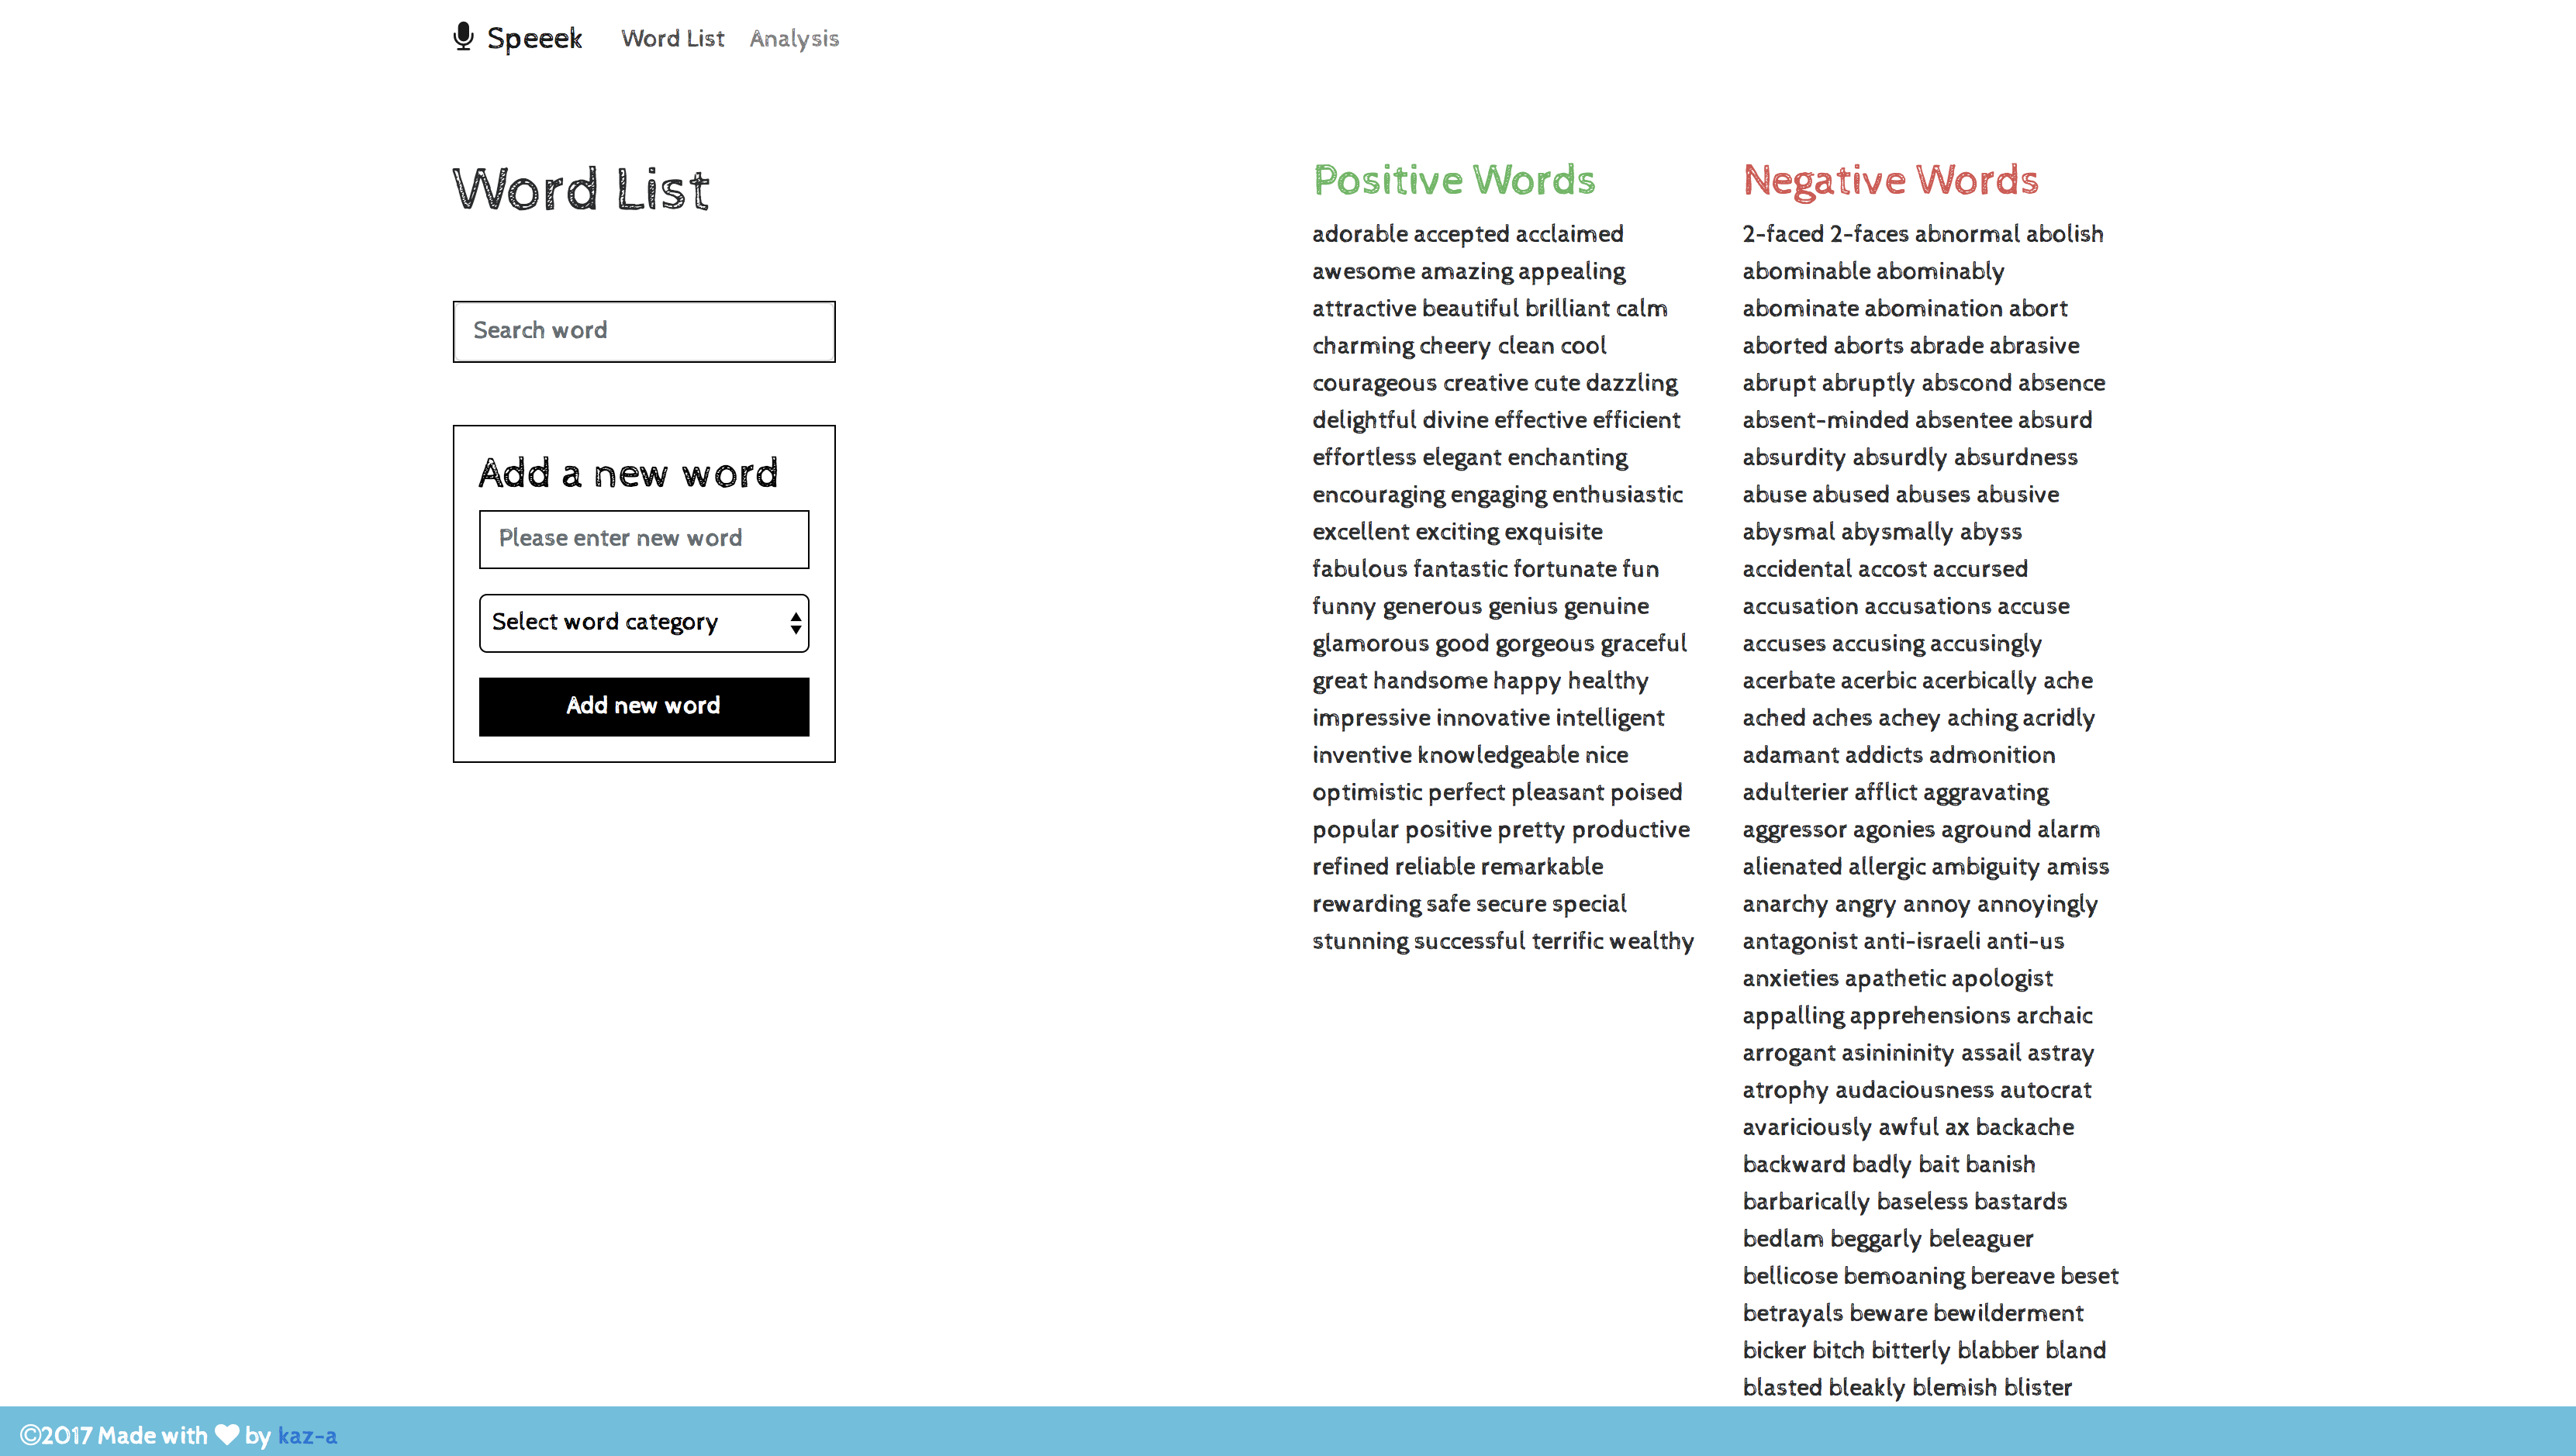 Speeek Word List Analysis
Word List
Search word
Add a new word
Please enter new word
Select word category
Add new word
Positive Words
adorable accepted acclaimed
awesome amazing appealing
attractive beautiful brilliant calm
charming cheery clean cool
courageous creative cute dazzling
delightful divine effective efficient
effortless elegant enchanting
encouraging engaging enthusiastic
excellent exciting exquisite
fabulous fantastic fortunate fun
funny generous genius genuine
glamorous good gorgeous graceful
great handsome happy healthy
impressive innovative intelligent
inventive knowledgeable nice
optimistic perfect pleasant poised
popular positive pretty productive
refined reliable remarkable
rewarding safe secure special
stunning successful terrific wealthy
Negative Words
2-faced 2-faces abnormal abolish
abominable abominably
abominate abomination abort
aborted aborts abrade abrasive
abrupt abruptly abscond absence
absent-minded absentee absurd
absurdity absurdly absurdness
abuse abused abuses abusive
abysmal abysmally abyss
accidental accost accursed
accusation accusations accuse
accuses accusing accusingly
acerbate acerbic acerbically ache
ached aches achey aching acridly
adamant addicts admonition
adulterier afflict aggravating
aggressor agonies aground alarm
alienated allergic ambiguity amiss
anarchy angry annoy annoyingly
antagonist anti-israeli anti-us
anxieties apathetic apologist
appalling apprehensions archaic
arrogant asinininity assail astray
atrophy audaciousness autocrat
avariciously awful ax backache
backward badly bait banish
barbarically baseless bastards
bedlam beggarly beleaguer
bellicose bemoaning bereave beset
betrayals beware bewilderment
bicker bitch bitterly blabber bland
blasted bleakly blemish blister
©2017 Made with ♥ by kaz-a